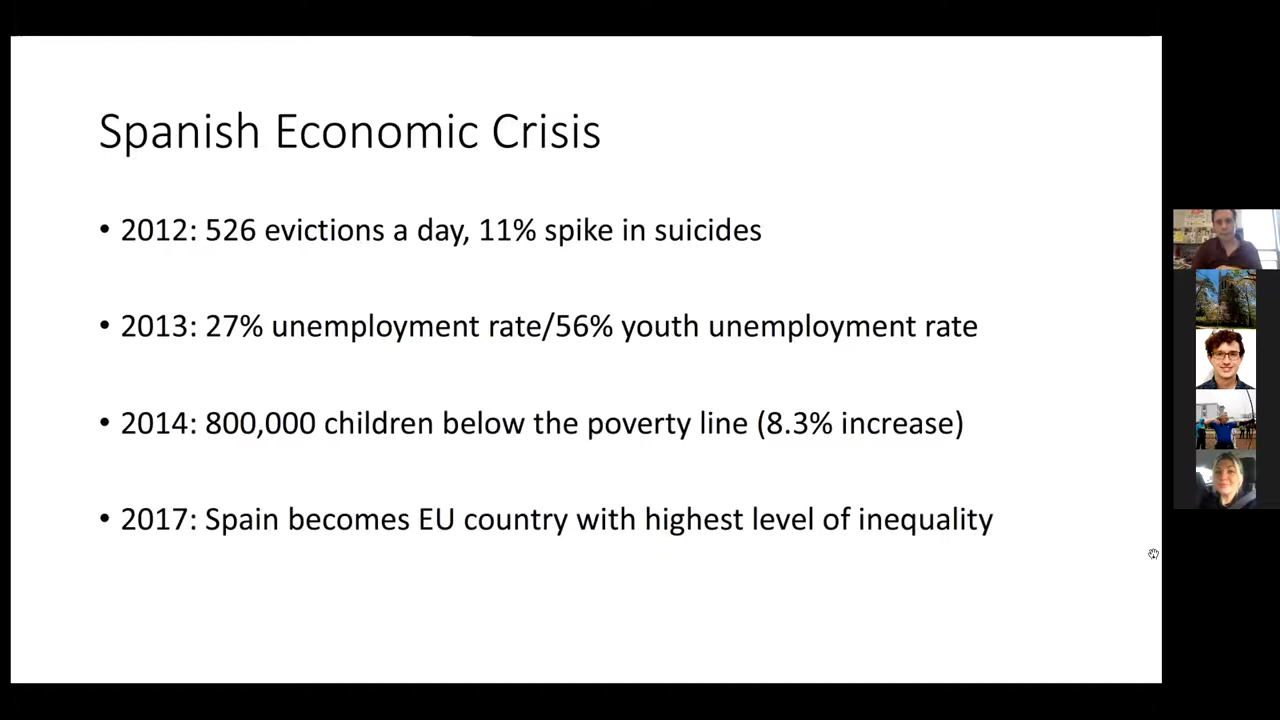 Spanish Economic Crisis
• 2012: 526 evictions a day, 11% spike in suicides
• 2013: 27% unemployment rate/56% youth unemployment rate
• 2014: 800,000 children below the poverty line (8.3% increase)
• 2017: Spain becomes EU country with highest level of inequality